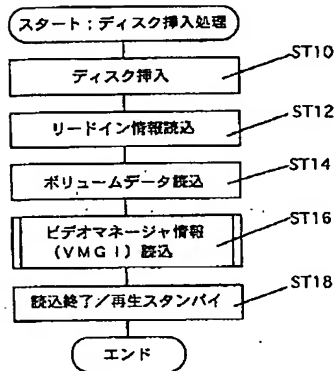 スタート；ディスク挿入処理
ディスク挿入
ST10
リードイン情報読込
ST12
ボリュームデータ読込
ST14
ビデオマネージャ情報
（VMGI）読込
ST16
読込終了／再生スタンバイ
ST18
エンド